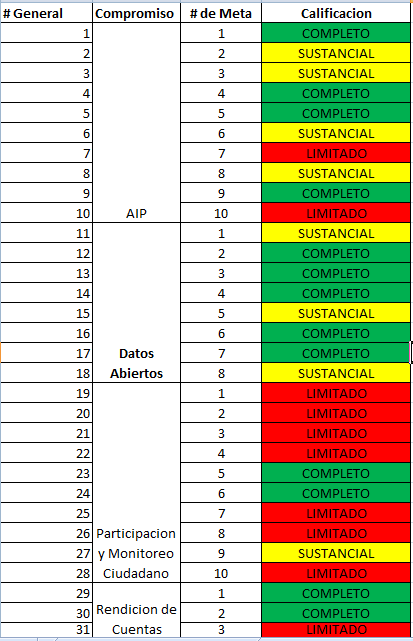 # General Compromiso # de Meta Calificacion
1 1 COMPLETO
2 2 SUSTANCIAL
3 3 SUSTANCIAL
4 4 COMPLETO
5 5 COMPLETO
6 6 SUSTANCIAL
7 7 LIMITADO
8 8 SUSTANCIAL
9 9 COMPLETO
10 AIP 10 LIMITADO
11 1 SUSTANCIAL
12 2 COMPLETO
13 3 COMPLETO
14 4 COMPLETO
15 5 SUSTANCIAL
16 6 COMPLETO
17 Datos 7 COMPLETO
18 Abiertos 8 SUSTANCIAL
19 1 LIMITADO
20 2 LIMITADO
21 3 LIMITADO
22 4 LIMITADO
23 5 COMPLETO
24 6 COMPLETO
25 7 LIMITADO
26 Participacion 8 LIMITADO
27 y Monitoreo 9 SUSTANCIAL
28 Ciudadano 10 LIMITADO
29 1 COMPLETO
30 Rendicion de 2 COMPLETO
31 Cuentas 3 LIMITADO